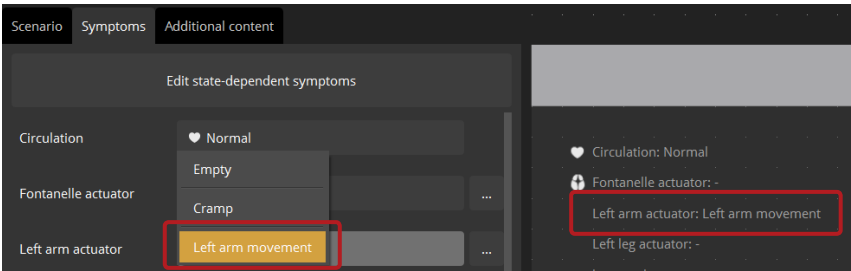 Scenario Symptoms Additional content
Edit state-dependent symptoms
Circulation Normal
Empty
Fontanelle actuator ...
Cramp
Left arm actuator Left arm movement ...
Circulation: Normal
Fontanelle actuator: -
Left arm actuator: Left arm movement
Left leg actuator: -